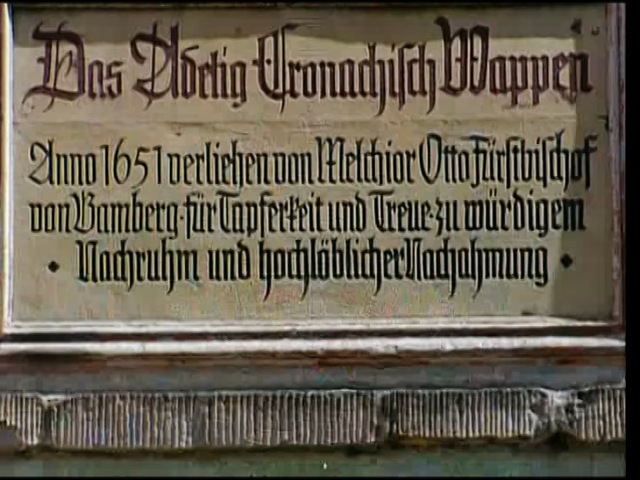 Das Adelig Cronachisch Wappen
Anno 1651 verliehen von Melchior Otto Fürstbischof
von Bamberg · für Tapferkeit und Treue · zu würdigem
• Nachruhm und hochlöblicher Nachahmung •